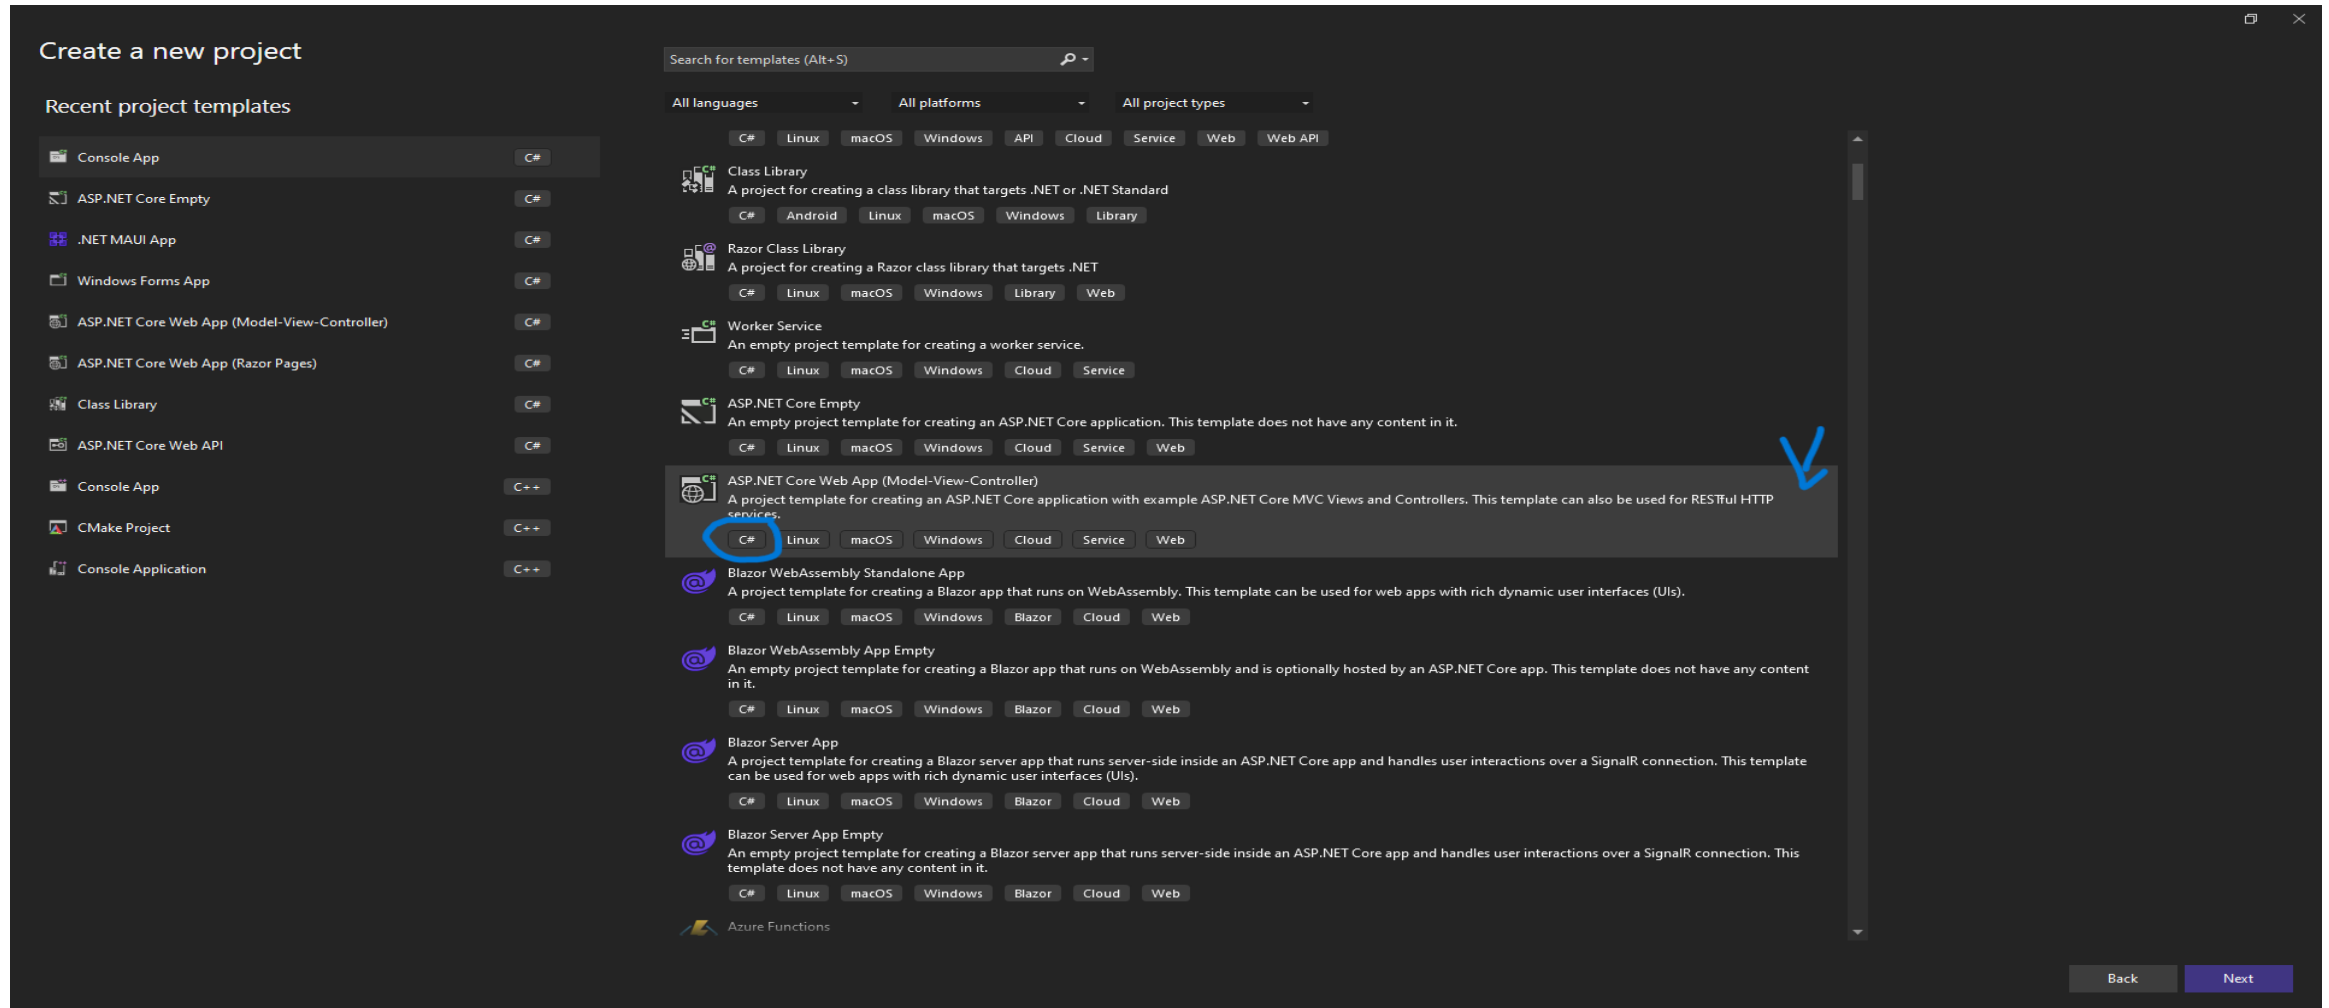 Create a new project
Recent project templates
Console App C#
ASP.NET Core Empty C#
.NET MAUI App C#
Windows Forms App C#
ASP.NET Core Web App (Model-View-Controller) C#
ASP.NET Core Web App (Razor Pages) C#
Class Library C#
ASP.NET Core Web API C#
Console App C++
CMake Project C++
Console Application C++
Search for templates (Alt+S)
All languages All platforms All project types
C# Linux macOS Windows API Cloud Service Web Web API
Class Library
A project for creating a class library that targets .NET or .NET Standard
C# Android Linux macOS Windows Library
Razor Class Library
A project for creating a Razor class library that targets .NET
C# Linux macOS Windows Library Web
Worker Service
An empty project template for creating a worker service.
C# Linux macOS Windows Cloud Service
ASP.NET Core Empty
An empty project template for creating an ASP.NET Core application. This template does not have any content in it.
C# Linux macOS Windows Cloud Service Web
ASP.NET Core Web App (Model-View-Controller)
A project template for creating an ASP.NET Core application with example ASP.NET Core MVC Views and Controllers. This template can also be used for RESTful HTTP
services.
C# Linux macOS Windows Cloud Service Web
Blazor WebAssembly Standalone App
A project template for creating a Blazor app that runs on WebAssembly. This template can be used for web apps with rich dynamic user interfaces (UIs).
C# Linux macOS Windows Blazor Cloud Web
Blazor WebAssembly App Empty
An empty project template for creating a Blazor app that runs on WebAssembly and is optionally hosted by an ASP.NET Core app. This template does not have any content
in it.
C# Linux macOS Windows Blazor Cloud Web
Blazor Server App
A project template for creating a Blazor server app that runs server-side inside an ASP.NET Core app and handles user interactions over a SignalR connection. This template
can be used for web apps with rich dynamic user interfaces (UIs).
C# Linux macOS Windows Blazor Cloud Web
Blazor Server App Empty
An empty project template for creating a Blazor server app that runs server-side inside an ASP.NET Core app and handles user interactions over a SignalR connection. This
template does not have any content in it.
C# Linux macOS Windows Blazor Cloud Web
Azure Functions
Back Next